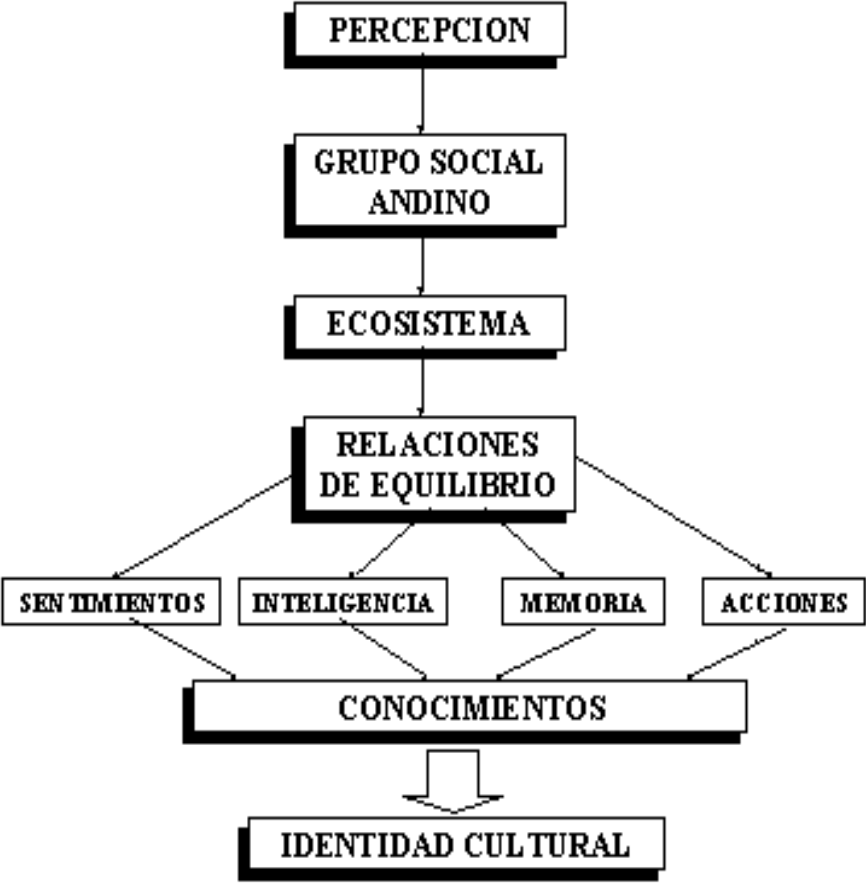 PERCEPCION
GRUPO SOCIAL
ANDINO
ECOSISTEMA
RELACIONES
DE EQUILIBRIO
SENTIMIENTOS
INTELIGENCIA
MEMORIA
ACCIONES
CONOCIMIENTOS
IDENTIDAD CULTURAL